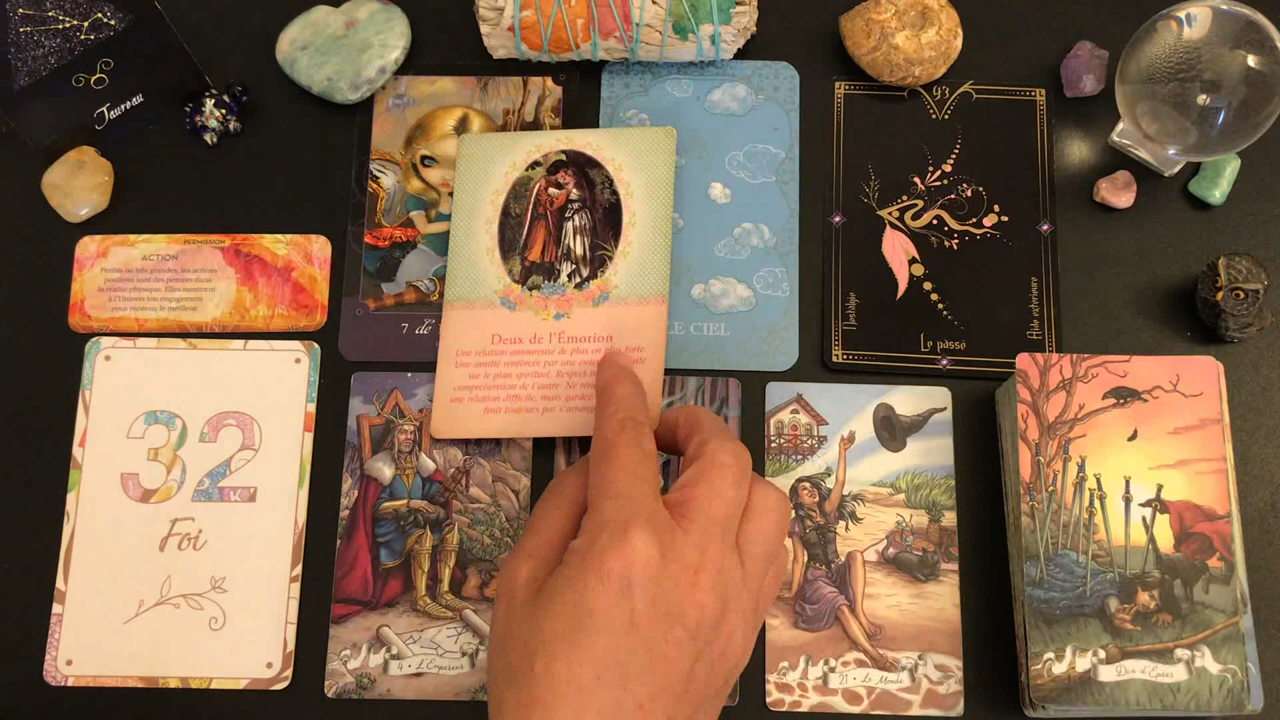 Taureau
93
PERMISSION
ACTION
Petites ou très grandes, les actions
positives sont des pensées dans
la réalité physique. Elles montrent
à l'Univers ton engagement
pour recevoir le meilleur.
7 de
LE CIEL
Nostalgie
Aide extérieure
Le passé
Deux de l'Émotion
Une relation amoureuse de plus en plus forte.
Une amitié renforcée par une
sur le plan spirituel. Respect
compréhension de l'autre. Ne
une relation difficile, mais gardez
finit toujours par s'arranger
32
Foi
4 • L'Empereur
21 • Le Monde
Dix d'Épées